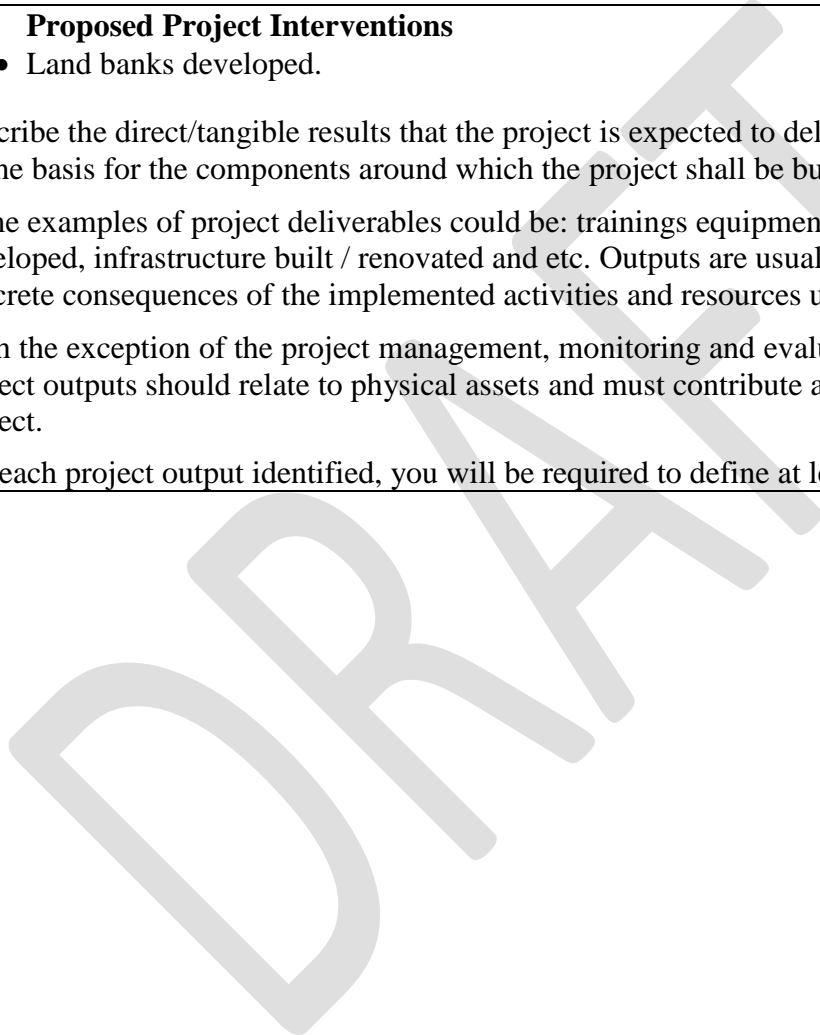 Proposed Project Interventions
• Land banks developed.
cribe the direct/tangible results that the project is expected to del
ne basis for the components around which the project shall be bu
ne examples of project deliverables could be: trainings equipmen
eloped, infrastructure built / renovated and etc. Outputs are usual
crete consequences of the implemented activities and resources u
h the exception of the project management, monitoring and evalu
ect outputs should relate to physical assets and must contribute a
ect.
each project output identified, you will be required to define at l
DRAFT